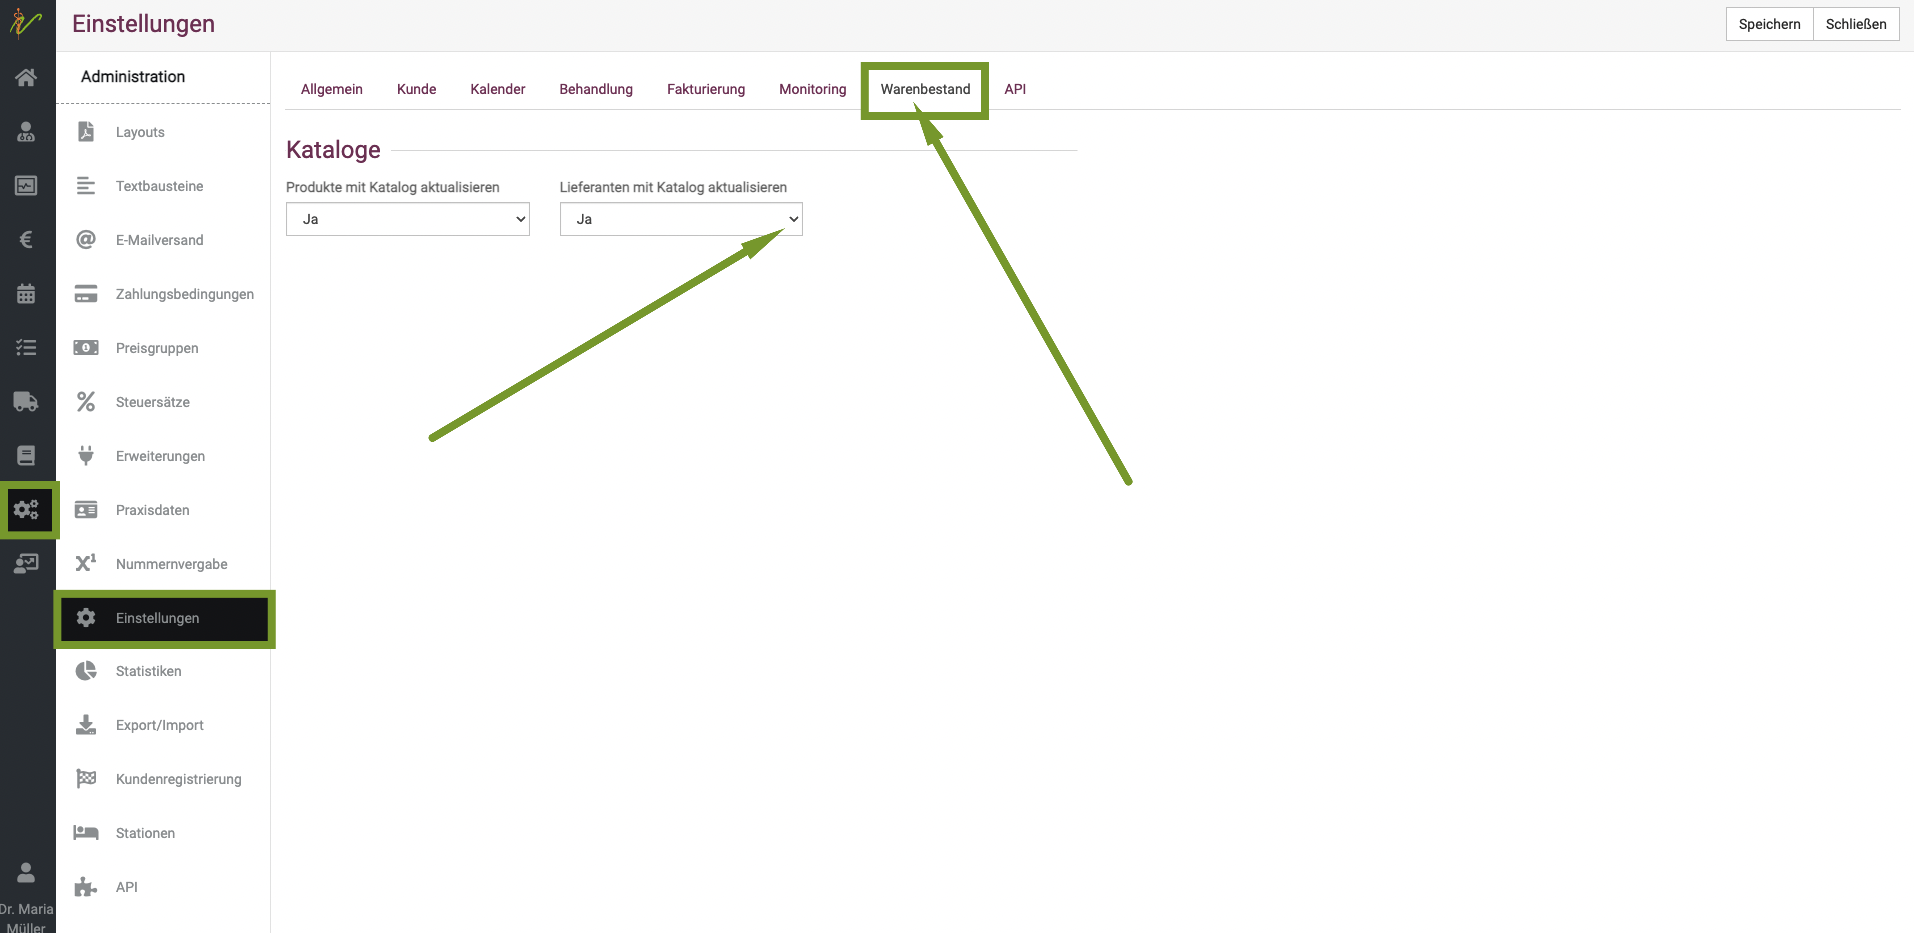 Einstellungen
Speichern
Schließen
Administration
Allgemein
Kunde
Kalender
Behandlung
Fakturierung
Monitoring
Warenbestand
API
Layouts
Textbausteine
E-Mailversand
Zahlungsbedingungen
Preisgruppen
Steuersätze
Erweiterungen
Praxisdaten
Nummernvergabe
Einstellungen
Statistiken
Export/Import
Kundenregistrierung
Stationen
API
Kataloge
Produkte mit Katalog aktualisieren
Ja
Lieferanten mit Katalog aktualisieren
Ja
Dr. Maria
Müller